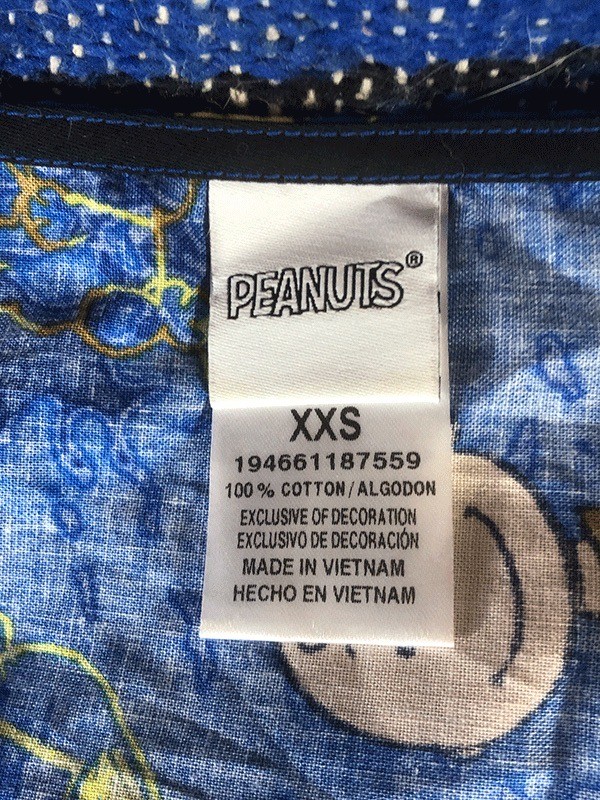 PEANUTS®
XXS
194661187559
100 % COTTON / ALGODON
EXCLUSIVE OF DECORATION
EXCLUSIVO DE DECORACIÓN
MADE IN VIETNAM
HECHO EN VIETNAM